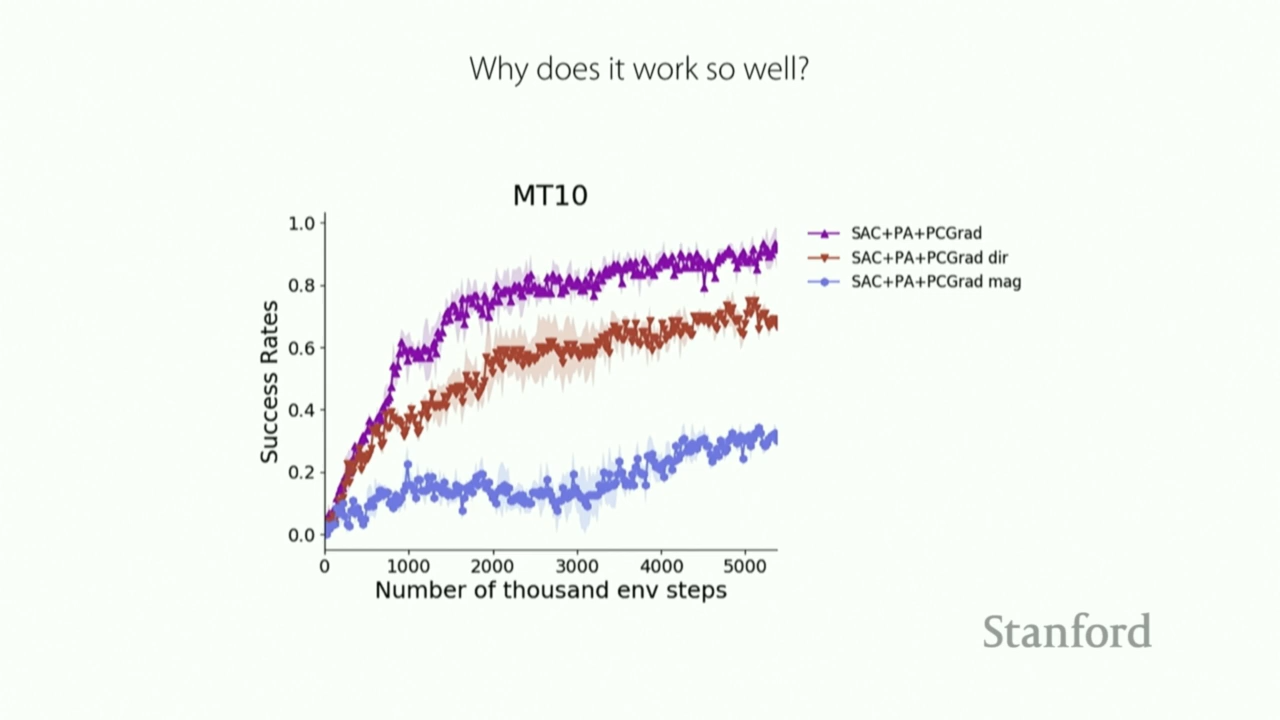 Why does it work so well?
MT10
1.0
0.8
0.6
0.4
0.2
0.0
Success Rates
0 1000 2000 3000 4000 5000
Number of thousand env steps
SAC+PA+PCGrad
SAC+PA+PCGrad dir
SAC+PA+PCGrad mag
Stanford